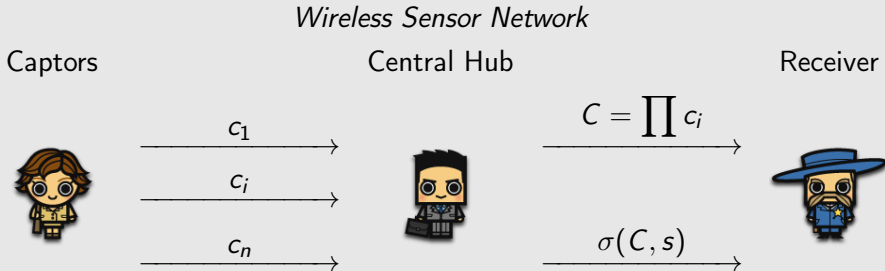 Wireless Sensor Network
Captors Central Hub Receiver
c₁ C = ∏ cᵢ
cᵢ
cₙ σ(C, s)